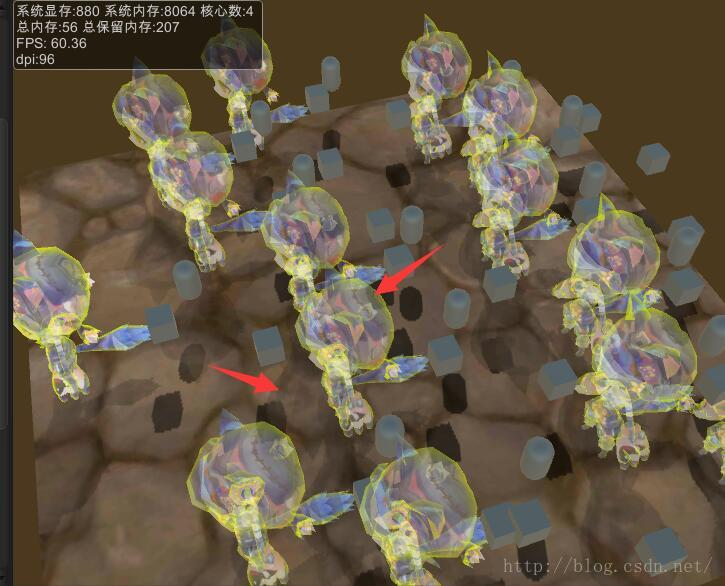 系统显存:880 系统内存:8064 核心数:4
总内存:56 总保留内存:207
FPS: 60.36
dpi:96
http://blog.csdn.net/